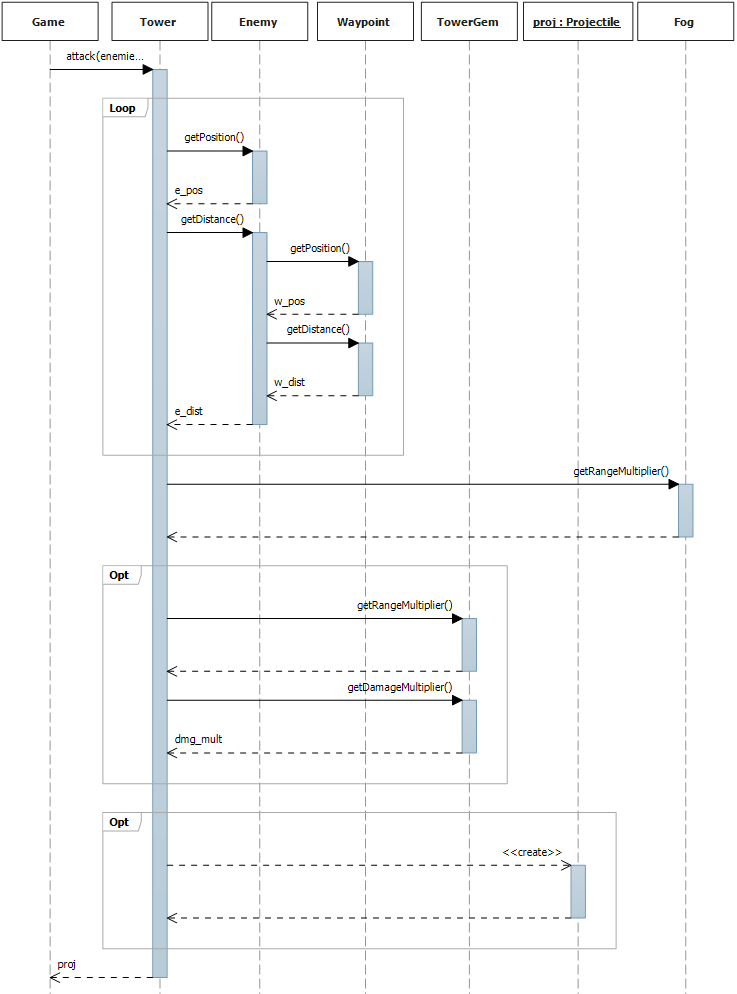 Game Tower Enemy Waypoint TowerGem proj : Projectile Fog
attack(enemie...
Loop
getPosition()
e_pos
getDistance()
getPosition()
w_pos
getDistance()
w_dist
e_dist
getRangeMultiplier()
Opt
getRangeMultiplier()
getDamageMultiplier()
dmg_mult
Opt
<<create>>
proj